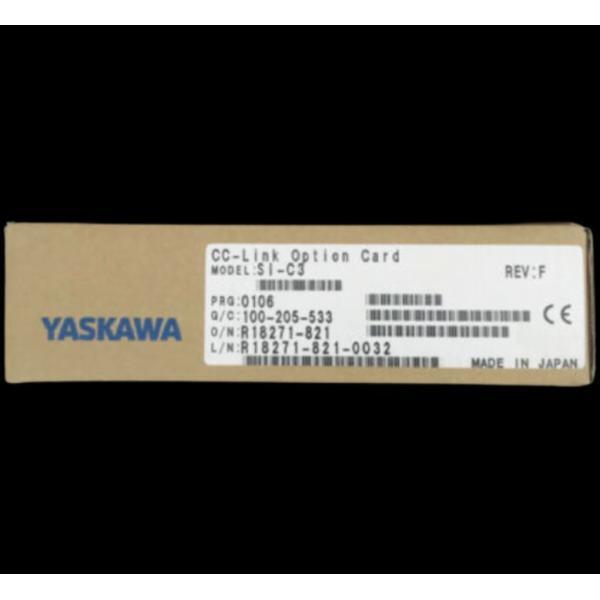 YASKAWA
CC-Link Option Card
MODEL:SI-C3
REV:F
PRG:0106
Q/C:100-205-533
O/N:R18271-821
L/N:R18271-821-0032
CE
MADE IN JAPAN